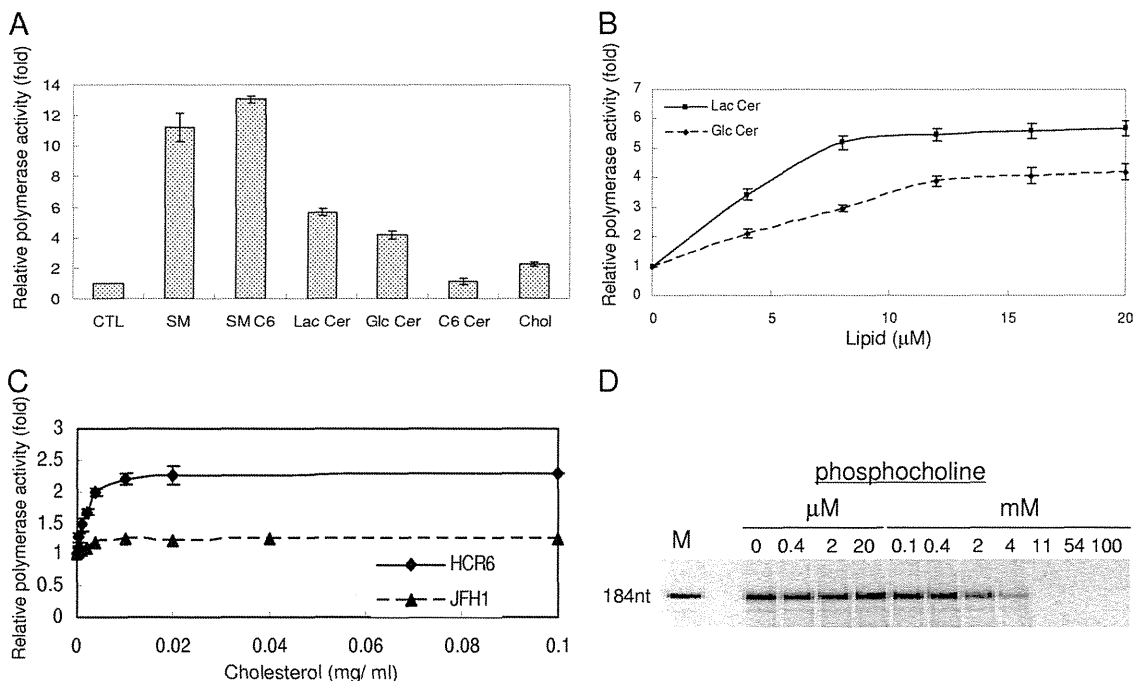 A
Relative polymerase activity (fold)
14
12
10
8
6
4
2
0
CTL SM SM C6 Lac Cer Glc Cer C6 Cer Chol
B
Relative polymerase activity (fold)
7
6
5
4
3
2
1
0
Lac Cer
Glc Cer
0 5 10 15 20
Lipid (μM)
C
Relative polymerase activity (fold)
3
2.5
2
1.5
1
0.5
0
HCR6
JFH1
0 0.02 0.04 0.06 0.08 0.1
Cholesterol (mg/ ml)
D
phosphocholine
μM mM
M 0 0.4 2 20 0.1 0.4 2 4 11 54 100
184nt